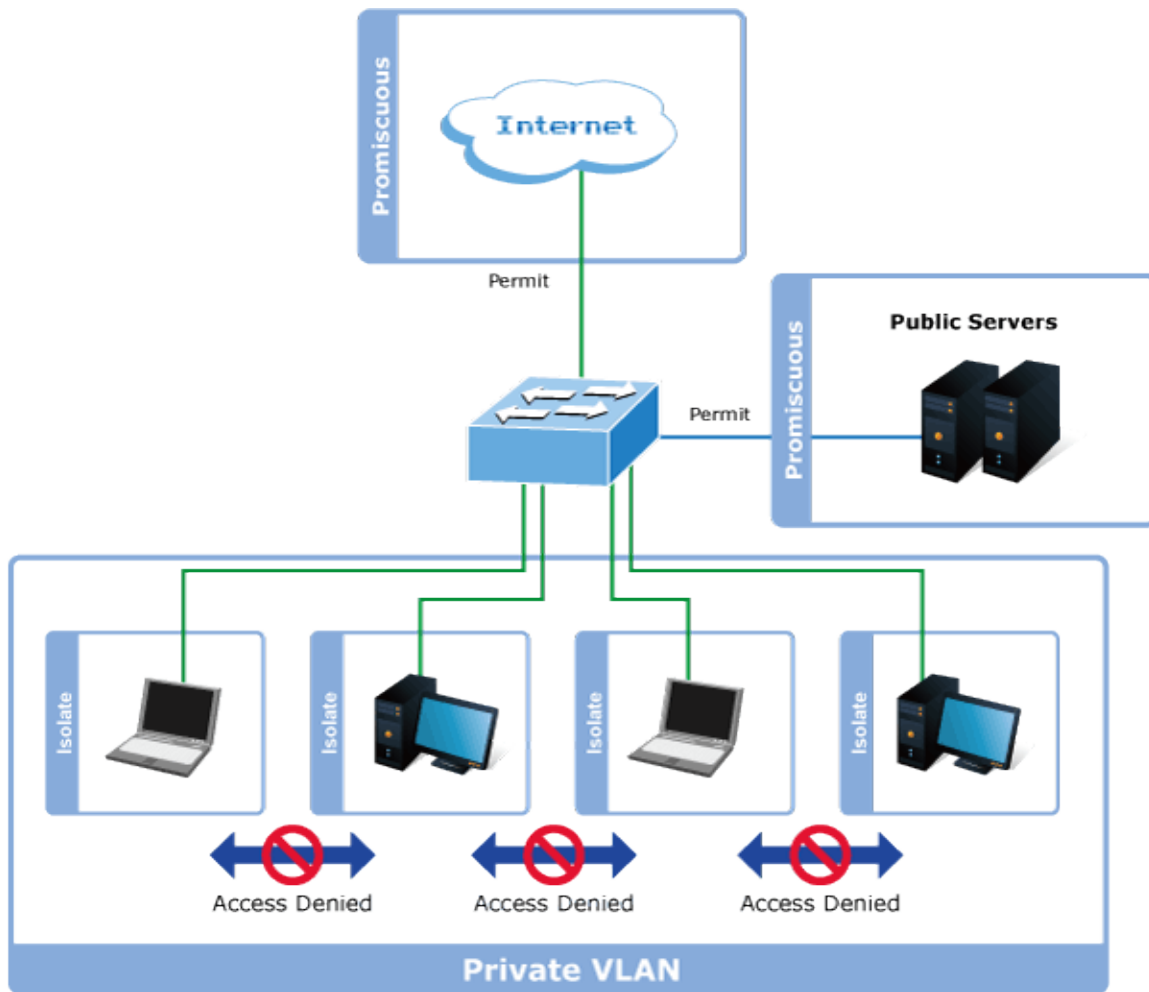 Promiscuous
Internet
Permit
Promiscuous
Public Servers
Permit
Isolate
Isolate
Isolate
Isolate
Access Denied
Access Denied
Access Denied
Private VLAN